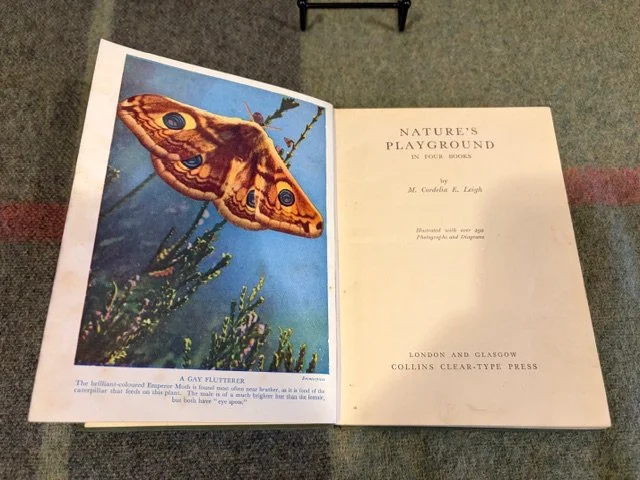 A GAY FLUTTERER
The brilliant-coloured Emperor Moth is found most often near heather, as it is food of the
caterpillar that feeds on this plant. The male is of a much brighter hue than the female,
but both have "eye spots."
NATURE'S
PLAYGROUND
IN FOUR BOOKS
by
M. Cordelia E. Leigh
Illustrated with over 250
Photographs and Diagrams
LONDON AND GLASGOW
COLLINS CLEAR-TYPE PRESS